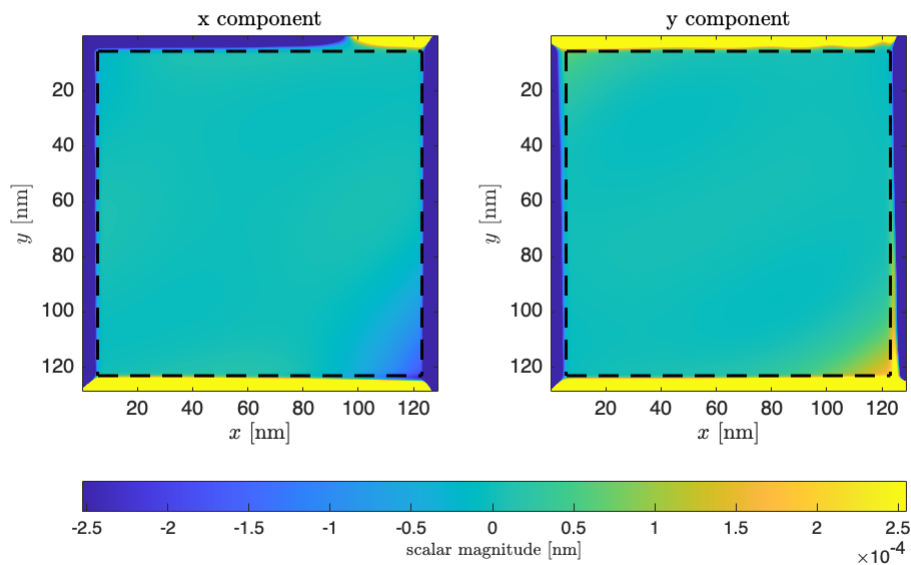 x component
y component
20
40
60
80
100
120
y [nm]
20 40 60 80 100 120
x [nm]
20
40
60
80
100
120
y [nm]
20 40 60 80 100 120
x [nm]
-2.5 -2 -1.5 -1 -0.5 0 0.5 1 1.5 2 2.5
scalar magnitude [nm]
×10⁻⁴